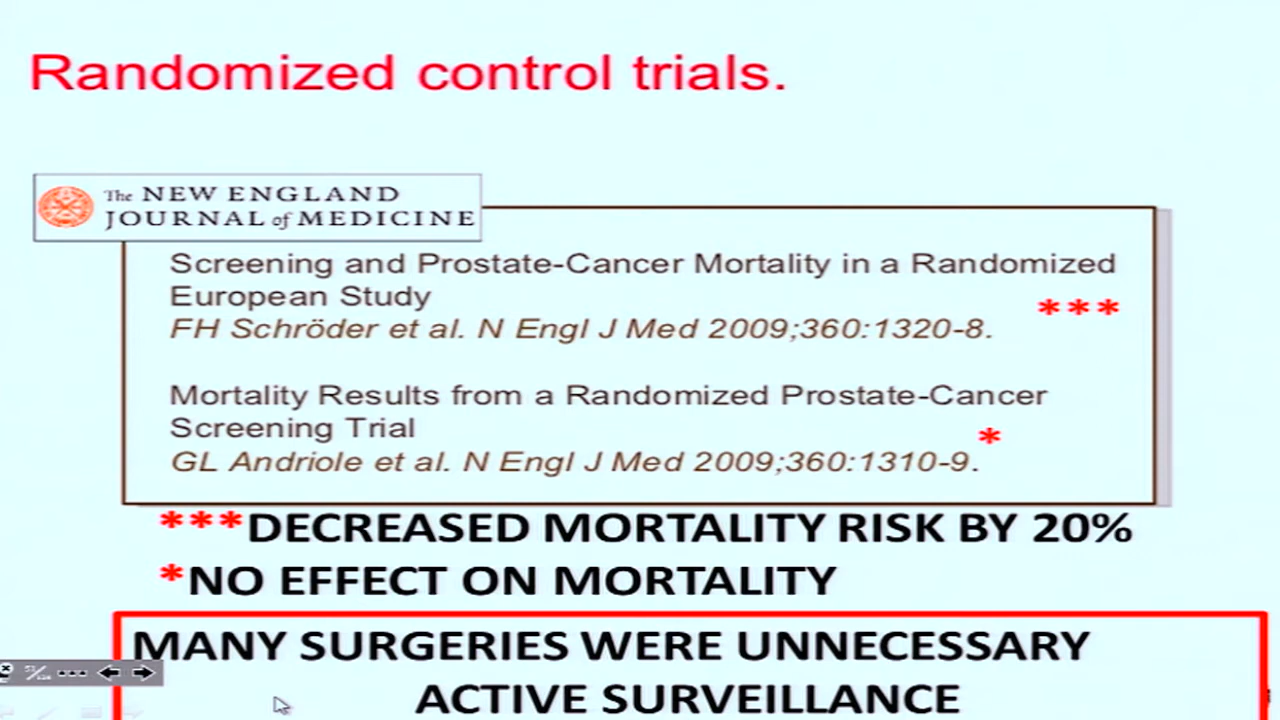 Randomized control trials.
The NEW ENGLAND
JOURNAL of MEDICINE
Screening and Prostate-Cancer Mortality in a Randomized
European Study
***
FH Schröder et al. N Engl J Med 2009;360:1320-8.
Mortality Results from a Randomized Prostate-Cancer
Screening Trial
*
GL Andriole et al. N Engl J Med 2009;360:1310-9.
***DECREASED MORTALITY RISK BY 20%
*NO EFFECT ON MORTALITY
MANY SURGERIES WERE UNNECESSARY
ACTIVE SURVEILLANCE